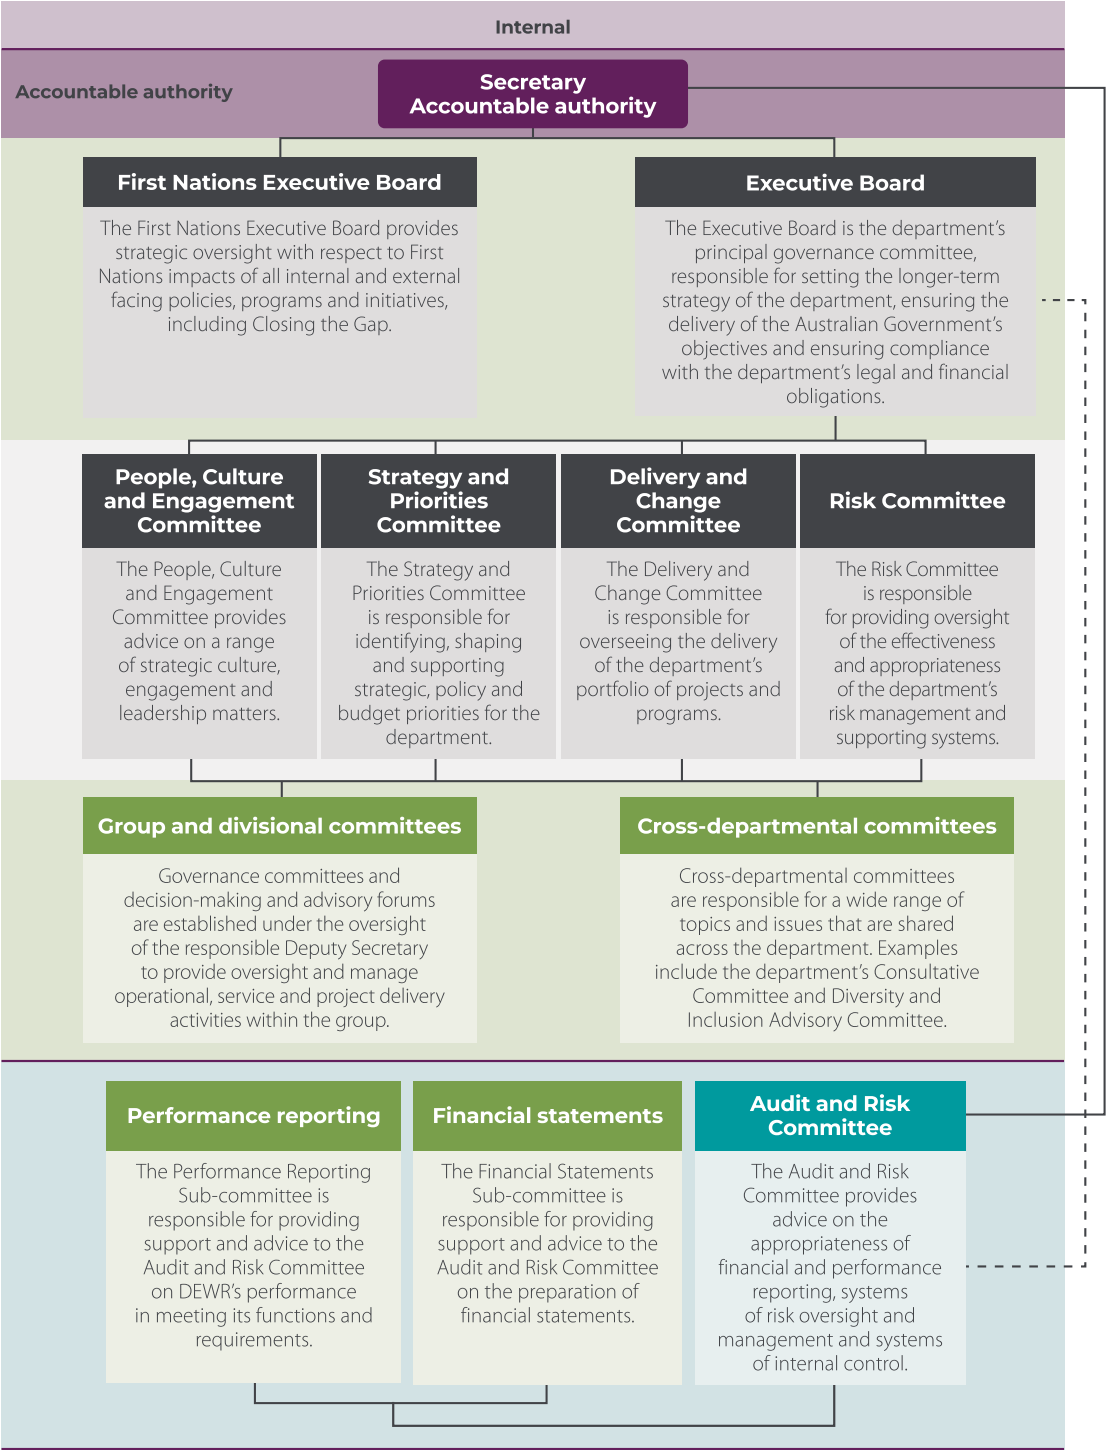 Internal
Accountable authority
Secretary
Accountable authority
First Nations Executive Board
The First Nations Executive Board provides
strategic oversight with respect to First
Nations impacts of all internal and external
facing policies, programs and initiatives,
including Closing the Gap.
Executive Board
The Executive Board is the department’s
principal governance committee,
responsible for setting the longer-term
strategy of the department, ensuring the
delivery of the Australian Government’s
objectives and ensuring compliance
with the department’s legal and financial
obligations.
People, Culture
and Engagement
Committee
The People, Culture
and Engagement
Committee provides
advice on a range
of strategic culture,
engagement and
leadership matters.
Strategy and
Priorities
Committee
The Strategy and
Priorities Committee
is responsible for
identifying, shaping
and supporting
strategic, policy and
budget priorities for the
department.
Delivery and
Change
Committee
The Delivery and
Change Committee
is responsible for
overseeing the delivery
of the department’s
portfolio of projects and
programs.
Risk Committee
The Risk Committee
is responsible
for providing oversight
of the effectiveness
and appropriateness
of the department’s
risk management and
supporting systems.
Group and divisional committees
Governance committees and
decision-making and advisory forums
are established under the oversight
of the responsible Deputy Secretary
to provide oversight and manage
operational, service and project delivery
activities within the group.
Cross-departmental committees
Cross-departmental committees
are responsible for a wide range of
topics and issues that are shared
across the department. Examples
include the department’s Consultative
Committee and Diversity and
Inclusion Advisory Committee.
Performance reporting
The Performance Reporting
Sub-committee is
responsible for providing
support and advice to the
Audit and Risk Committee
on DEWR’s performance
in meeting its functions and
requirements.
Financial statements
The Financial Statements
Sub-committee is
responsible for providing
support and advice to the
Audit and Risk Committee
on the preparation of
financial statements.
Audit and Risk
Committee
The Audit and Risk
Committee provides
advice on the
appropriateness of
financial and performance
reporting, systems
of risk oversight and
management and systems
of internal control.